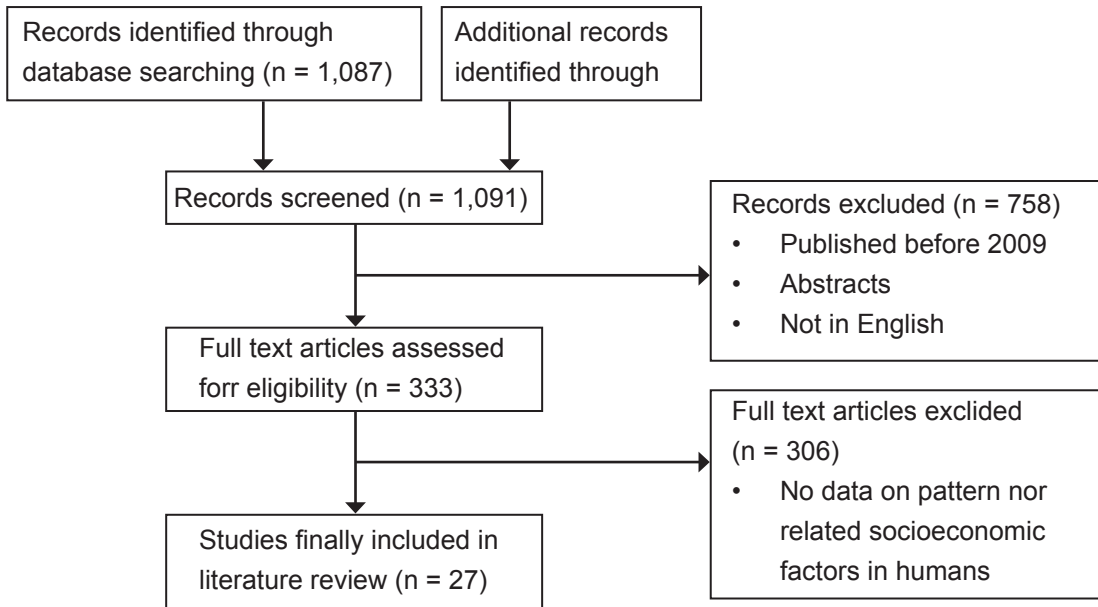 Records identified through
database searching (n = 1,087)
Additional records
identified through
Records screened (n = 1,091)
Records excluded (n = 758)
• Published before 2009
• Abstracts
• Not in English
Full text articles assessed
forr eligibility (n = 333)
Full text articles exclided
(n = 306)
• No data on pattern nor
related socioeconomic
factors in humans
Studies finally included in
literature review (n = 27)